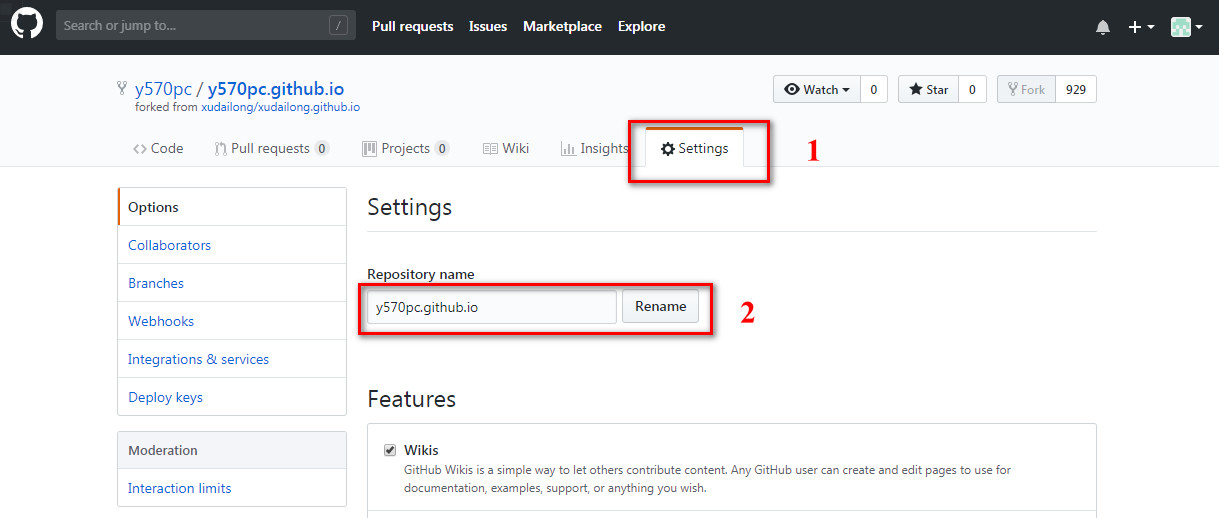 Search or jump to... /
Pull requests Issues Marketplace Explore
y570pc / y570pc.github.io
forked from xudailong/xudailong.github.io
Watch 0 Star 0 Fork 929
Code Pull requests 0 Projects 0 Wiki Insights Settings 1
Options
Collaborators
Branches
Webhooks
Integrations & services
Deploy keys
Moderation
Interaction limits
Settings
Repository name
y570pc.github.io Rename 2
Features
Wikis
GitHub Wikis is a simple way to let others contribute content. Any GitHub user can create and edit pages to use for
documentation, examples, support, or anything you wish.